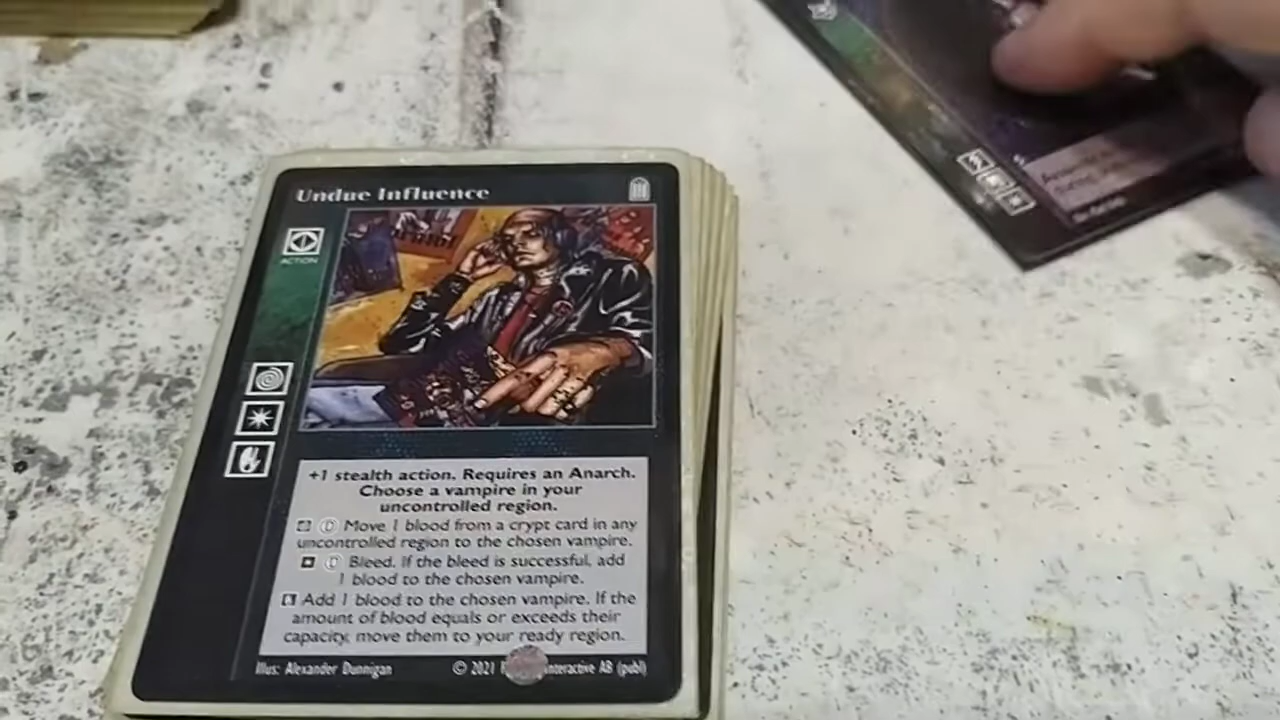 Undue Influence
ACTION
+1 stealth action. Requires an Anarch.
Choose a vampire in your
uncontrolled region.
Ⓓ Move 1 blood from a crypt card in any
uncontrolled region to the chosen vampire.
Ⓓ Bleed. If the bleed is successful, add
1 blood to the chosen vampire.
Add 1 blood to the chosen vampire. If the
amount of blood equals or exceeds their
capacity, move them to your ready region.
Illus: Alexander Dunnigan
© 2021 Interactive AB (publ)